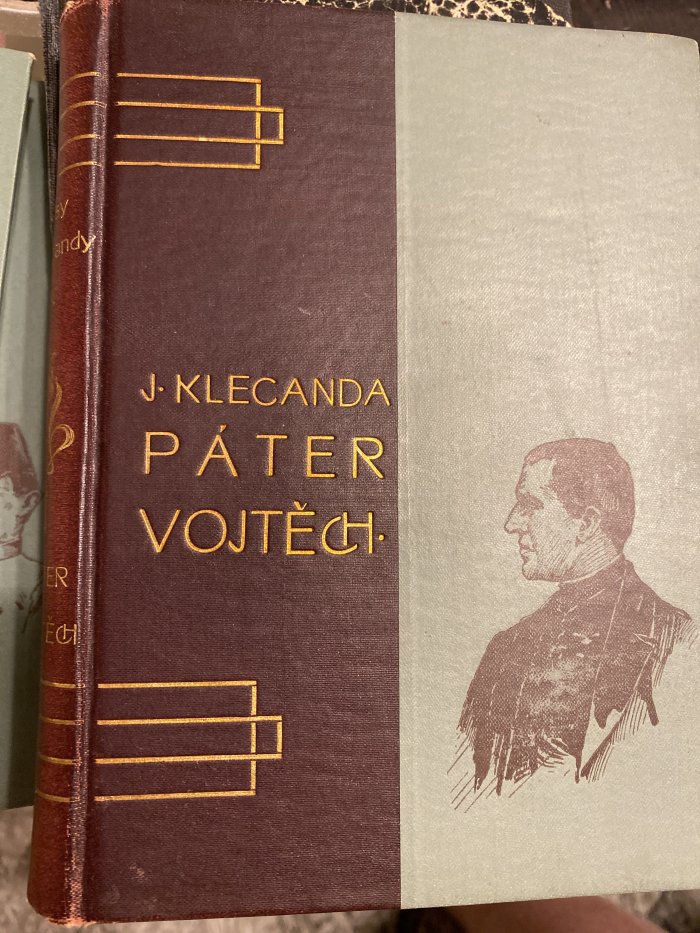 J. KLECANDA
PÁTER
VOJTĚCH.